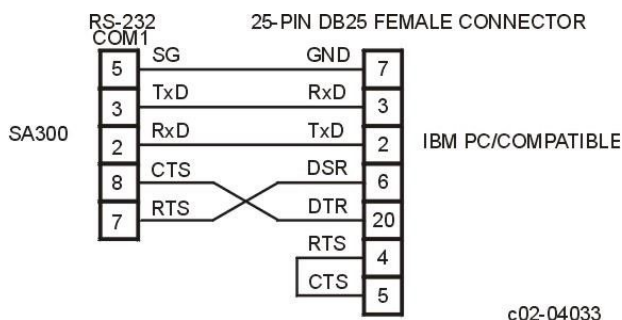 RS-232 25-PIN DB25 FEMALE CONNECTOR
COM1
5 SG GND 7
3 TxD RxD 3
SA300 2 RxD TxD 2 IBM PC/COMPATIBLE
8 CTS DSR 6
7 RTS DTR 20
RTS 4
CTS 5
c02-04033